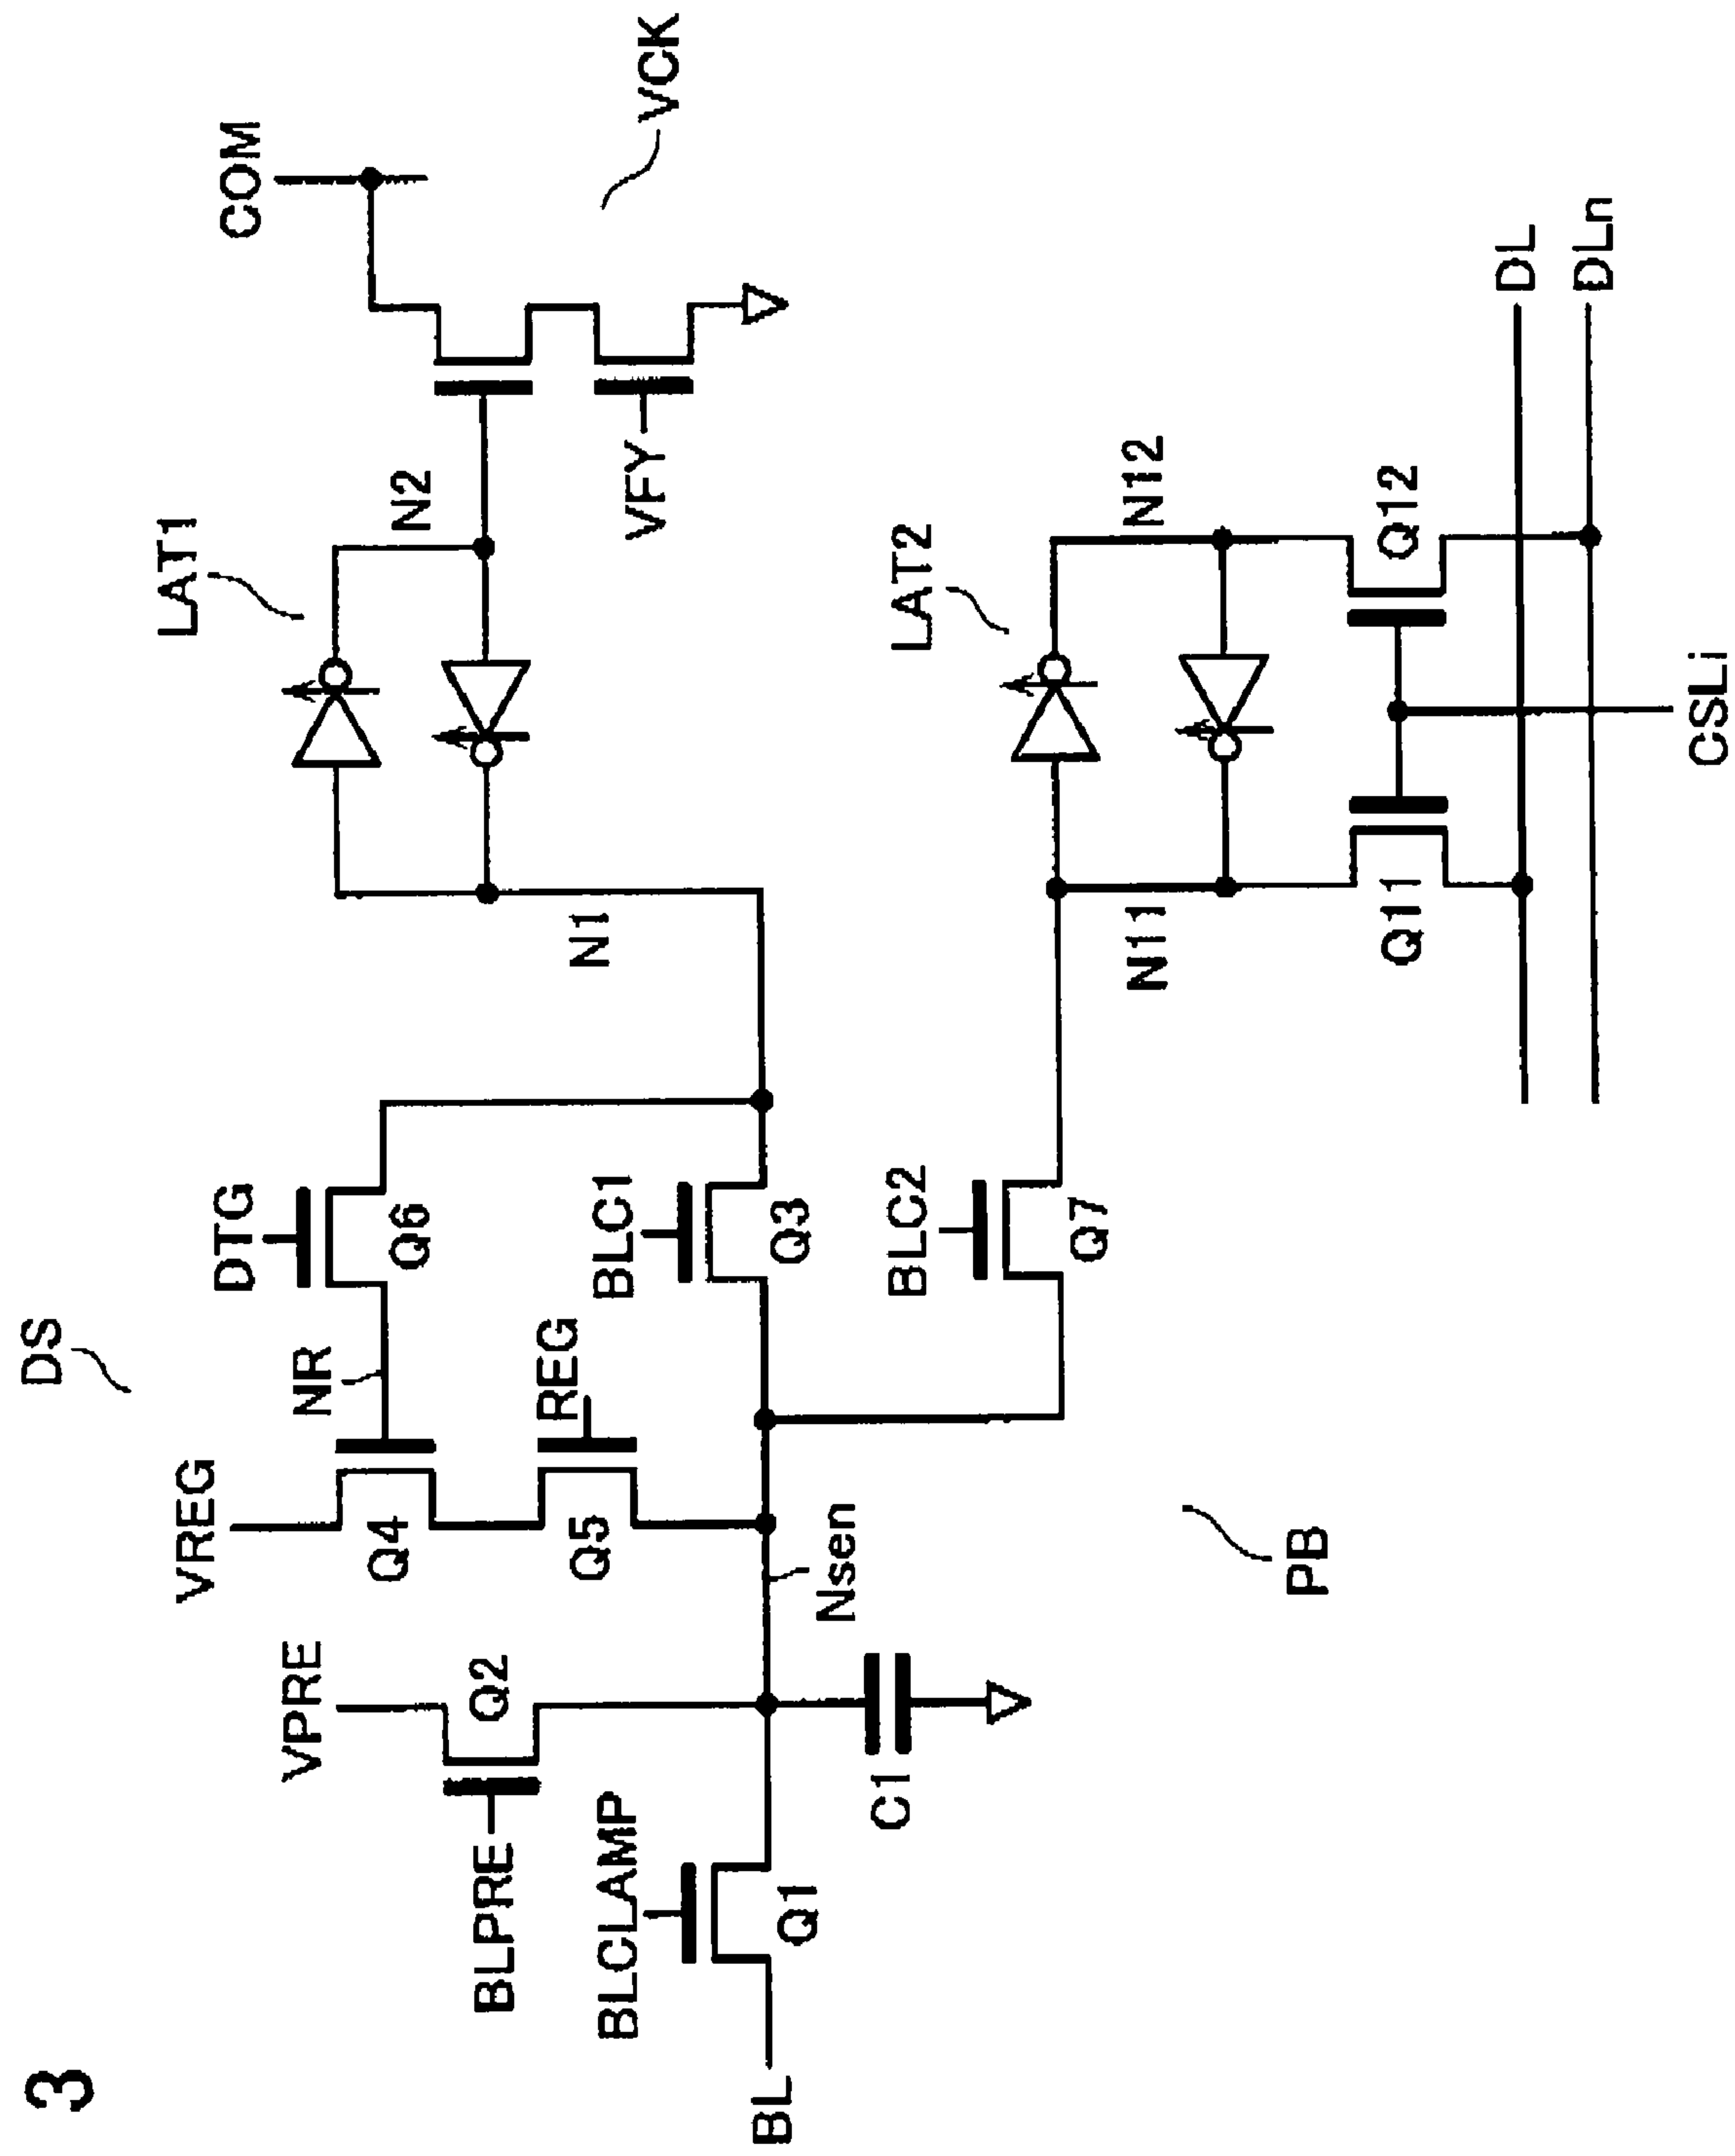 3
DS
LAT1
COM
VREG
NR
DTG
VPRE
Q4
Q6
N2
BLPRE
Q2
REG
Q5
BLC1
N1
VFY
VCK
BLCLAMP
BL
Q1
Nsen
Q3
C1
BLC2
LAT2
Q7
N11
N12
PB
Q11
Q12
DL
DLn
CSLi